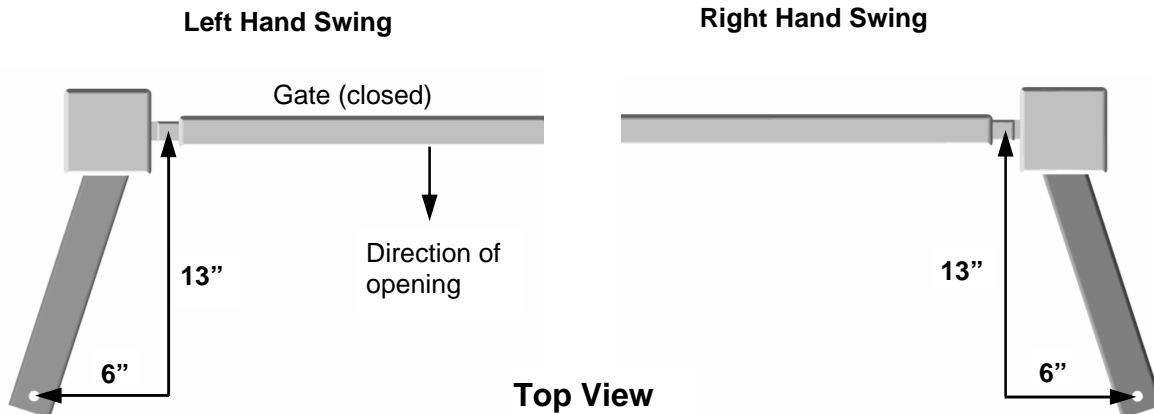 Left Hand Swing
Right Hand Swing
Gate (closed)
Direction of
opening
13”
13”
6”
6”
Top View